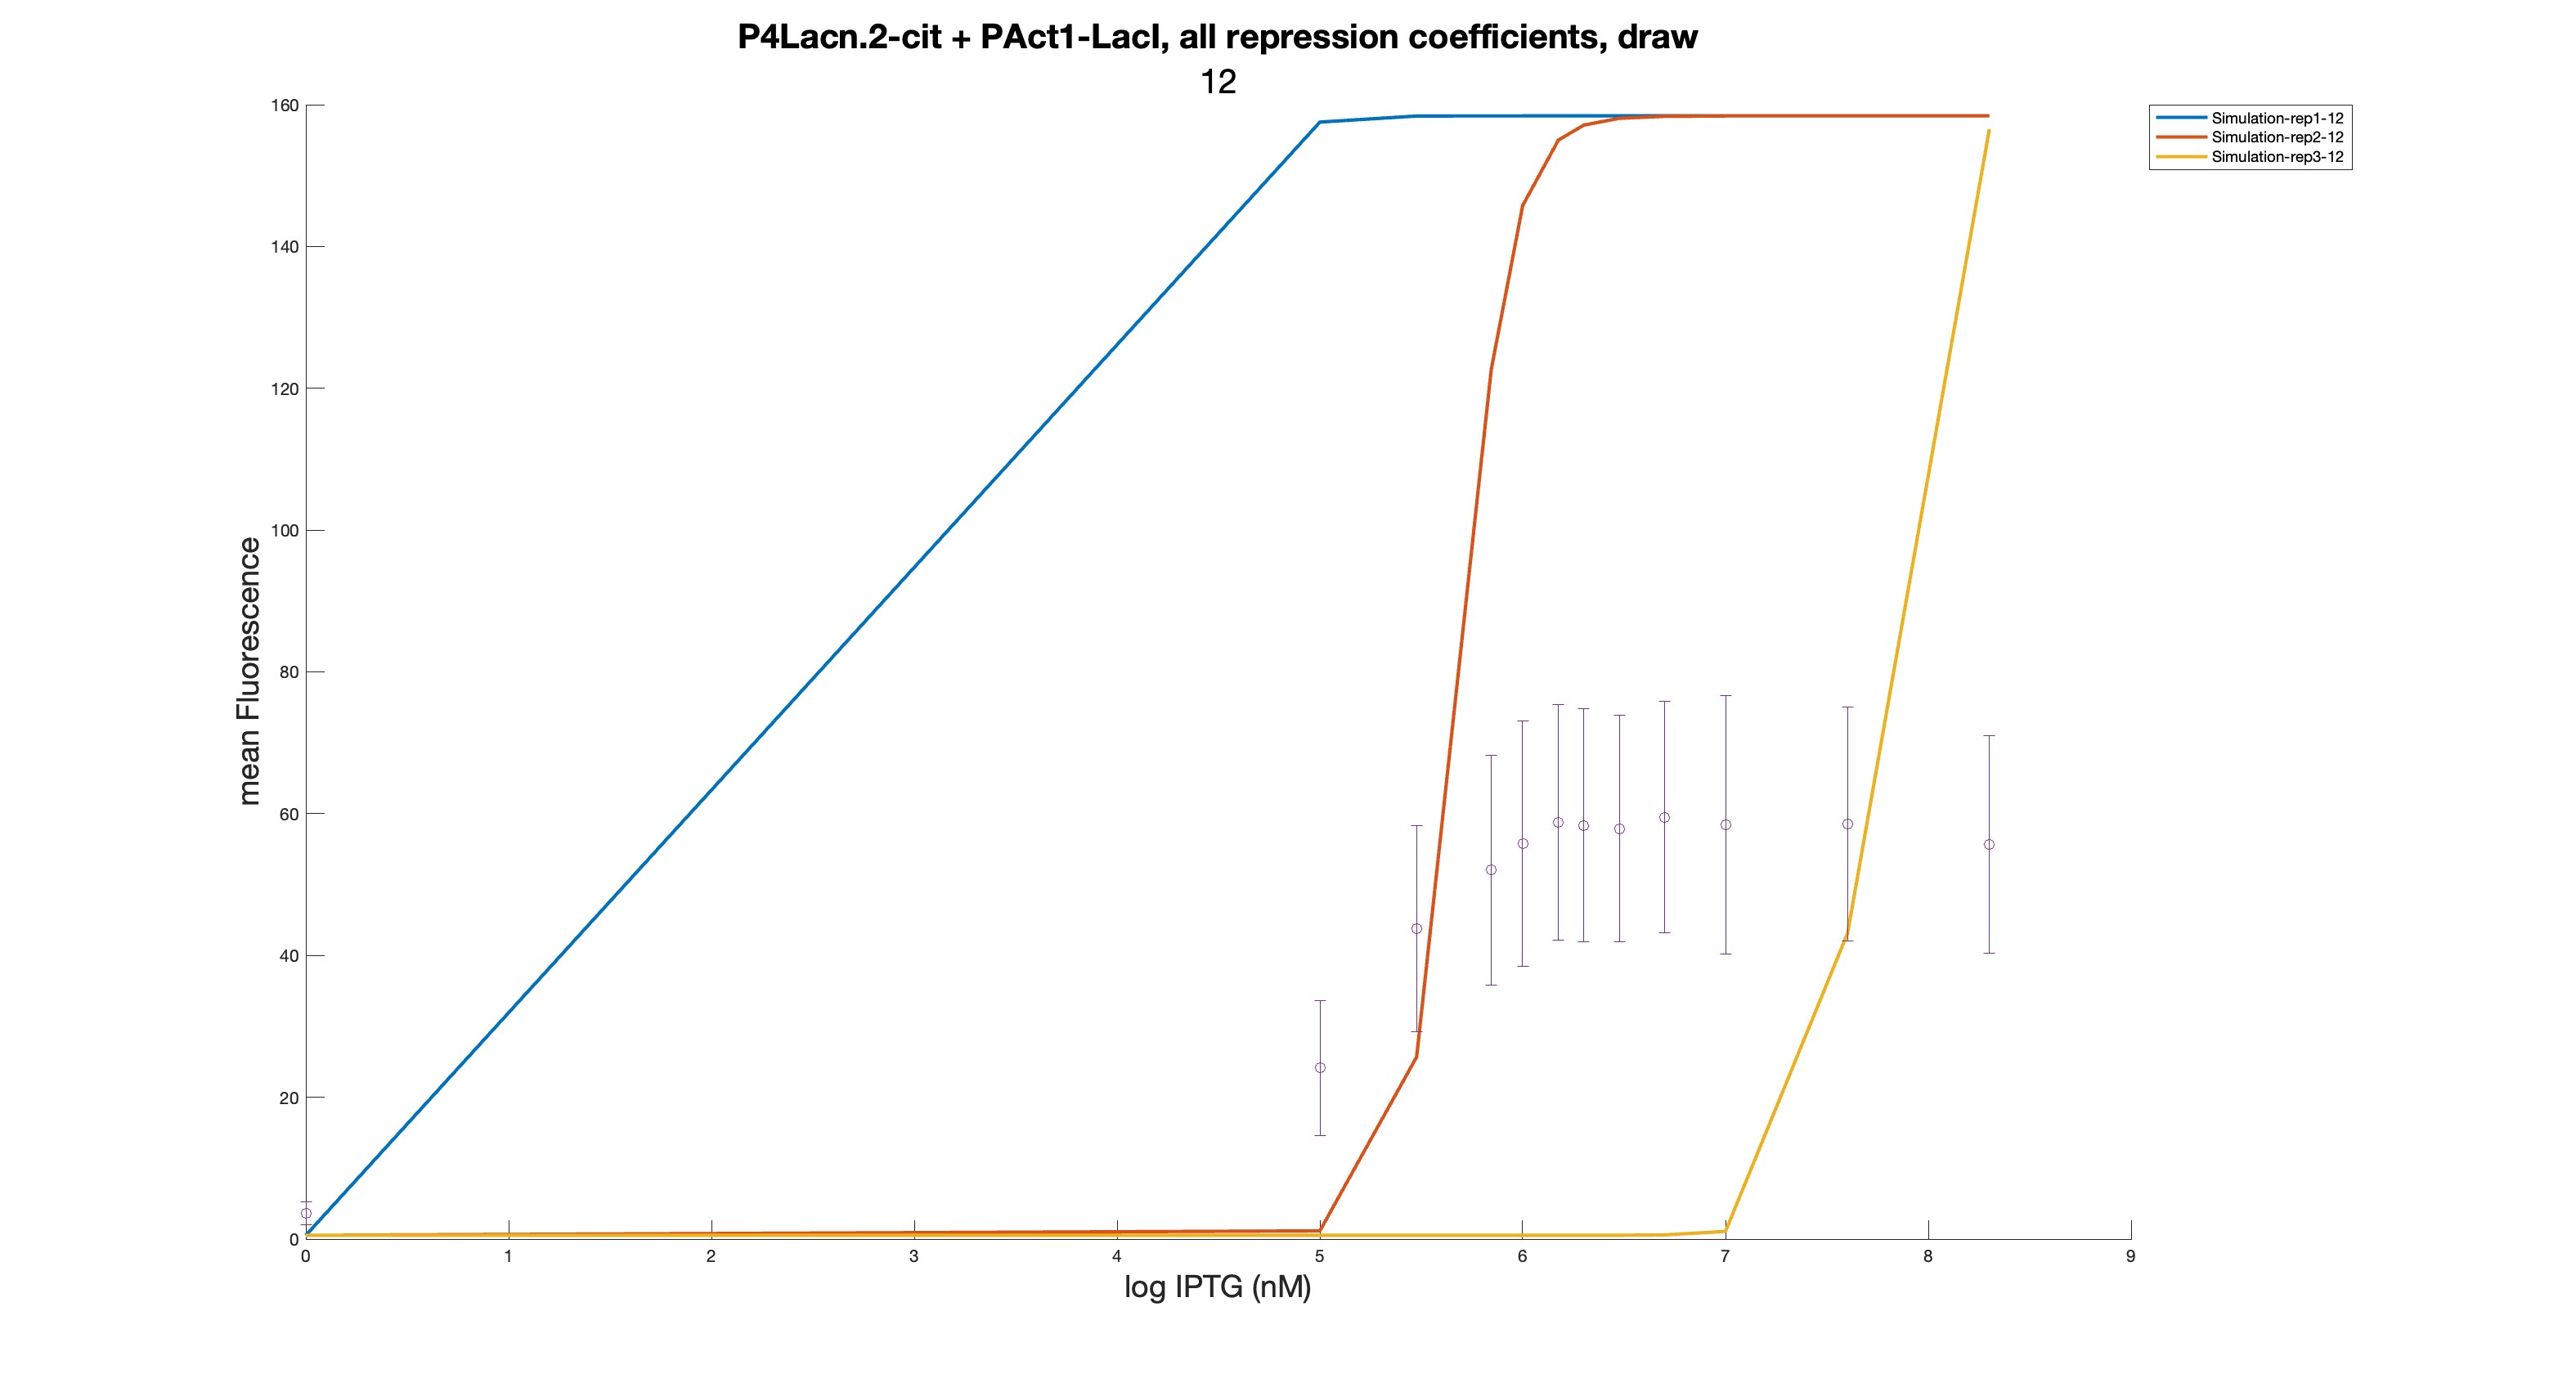 P4Lacn.2-cit + PAct1-LacI, all repression coefficients, draw
12
160
140
120
100
80
60
40
20
0
mean Fluorescence
0 1 2 3 4 5 6 7 8 9
log IPTG (nM)
Simulation-rep1-12
Simulation-rep2-12
Simulation-rep3-12